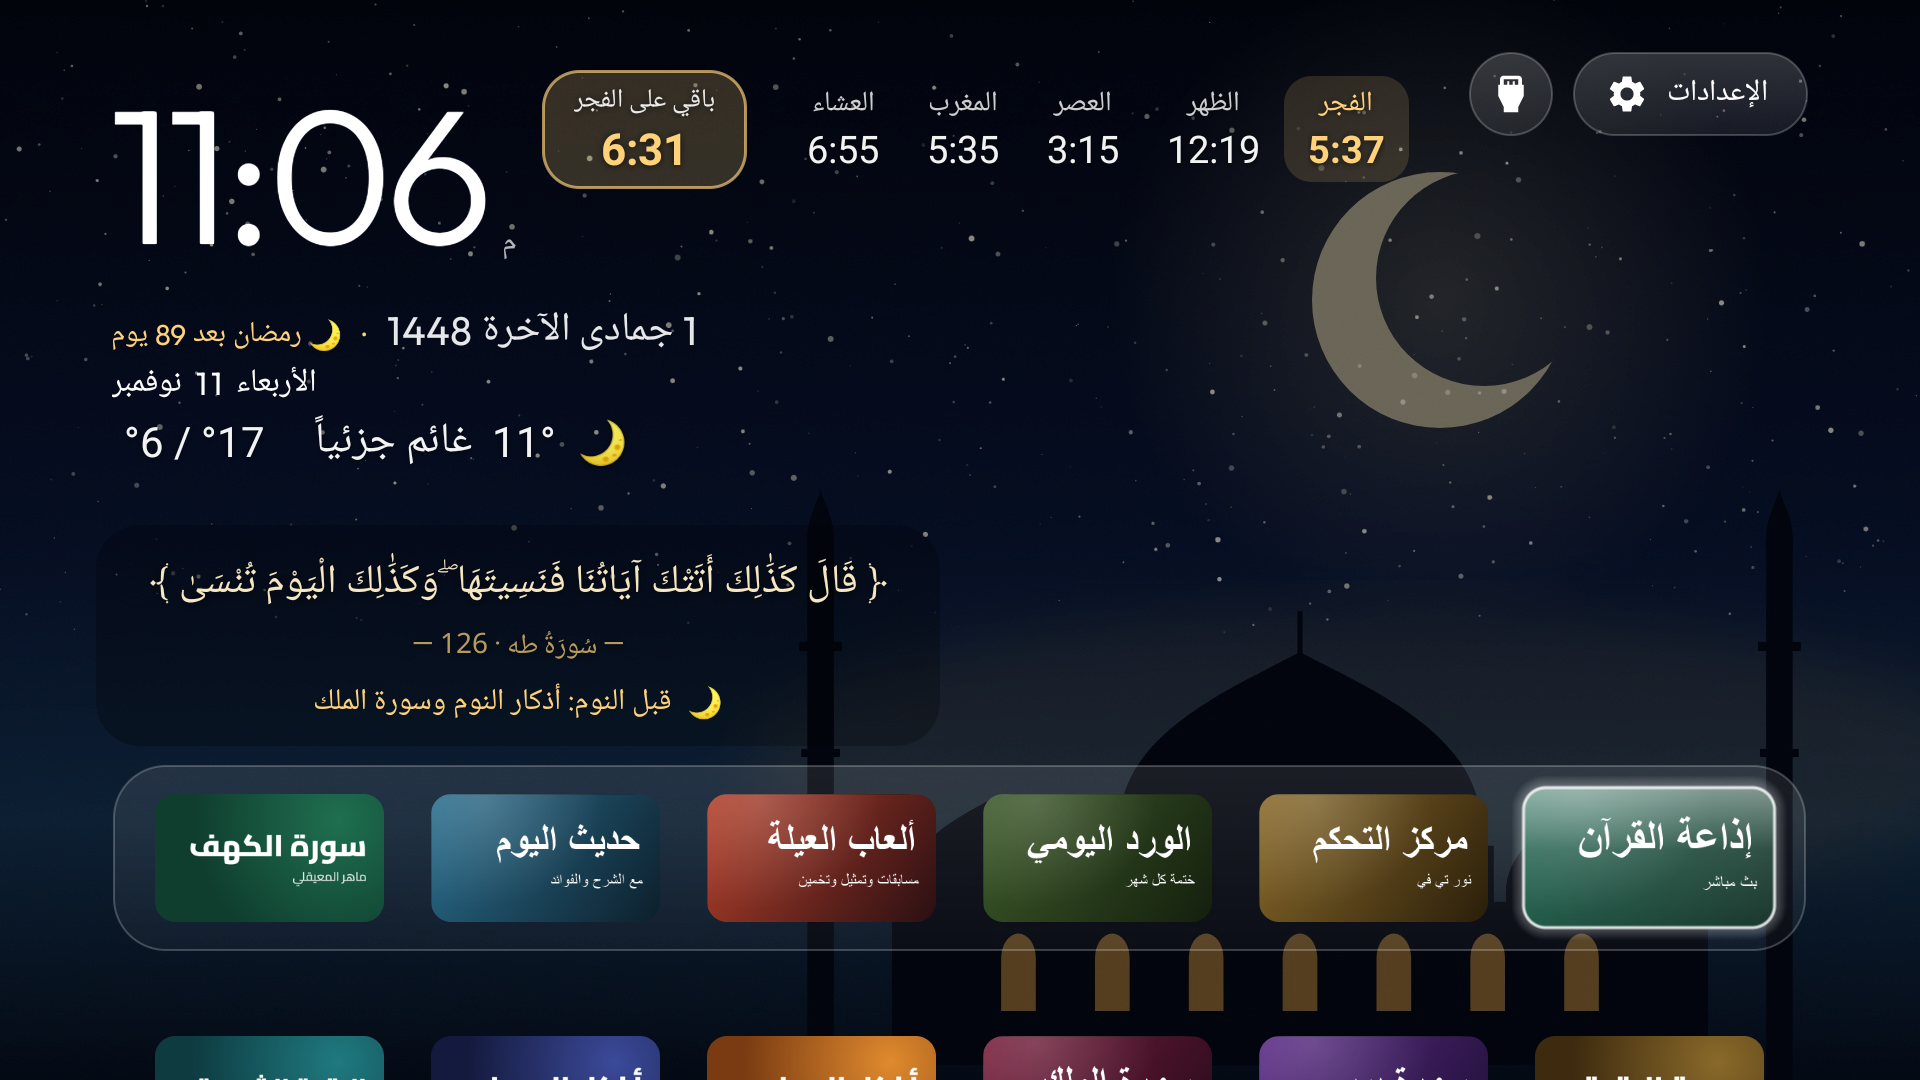 الإعدادات
الفجر
5:37
الظهر
12:19
العصر
3:15
المغرب
5:35
العشاء
6:55
باقي على الفجر
6:31
11:06 م
1 جمادى الآخرة 1448 · 🌙 رمضان بعد 89 يوم
الأربعاء 11 نوفمبر
🌙 11° غائم جزئياً 17° / 6°
﴿ قَالَ كَذَٰلِكَ أَتَتْكَ آيَاتُنَا فَنَسِيتَهَا ۖ وَكَذَٰلِكَ الْيَوْمَ تُنْسَىٰ ﴾
— سُورَةُ طه · 126 —
🌙 قبل النوم: أذكار النوم وسورة الملك
إذاعة القرآن
بث مباشر
مركز التحكم
نور تي في
الورد اليومي
ختمة كل شهر
ألعاب العيلة
مسابقات وتمثيل وتخمين
حديث اليوم
مع الشرح والفوائد
سورة الكهف
ماهر المعيقلي
سورة الملك